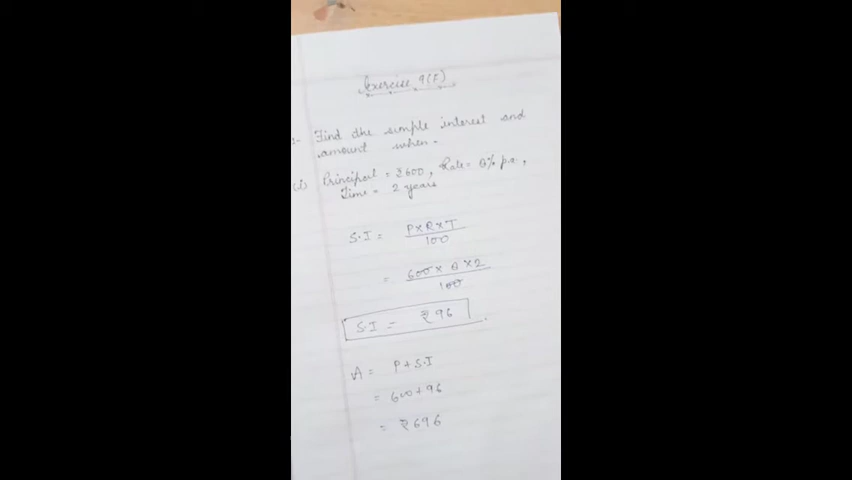 Exercise 9(F)
1- Find the simple interest and
amount when.
(i) Principal = ₹600, Rate = 8% p.a.,
Time = 2 years
S.I = P×R×T
100
= 600 × 8 × 2
100
S.I = ₹96
A = P+S.I
= 600+96
= ₹696